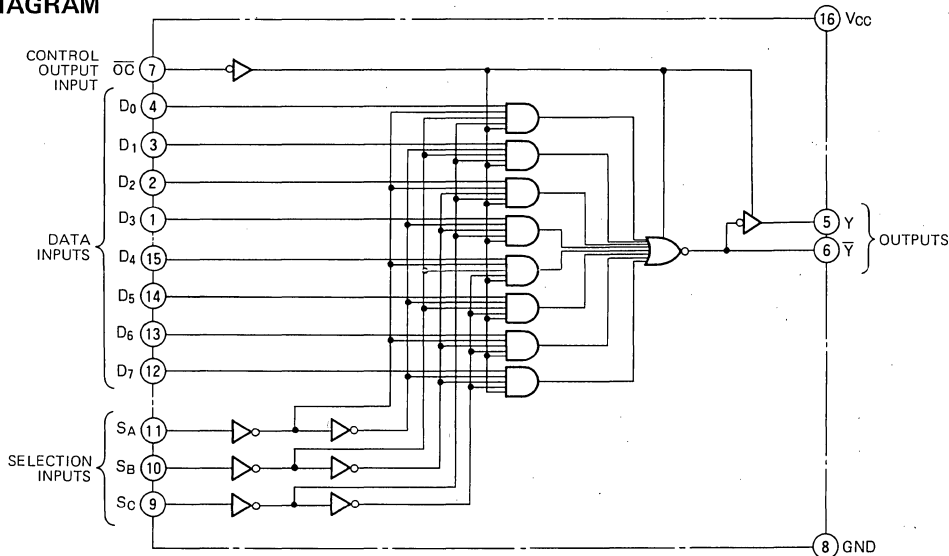 DIAGRAM
16 VCC
CONTROL
OUTPUT
INPUT
OC 7
D0 4
D1 3
D2 2
D3 1
D4 15
D5 14
D6 13
D7 12
DATA
INPUTS
SA 11
SB 10
SC 9
SELECTION
INPUTS
5 Y
6 Y
OUTPUTS
8 GND